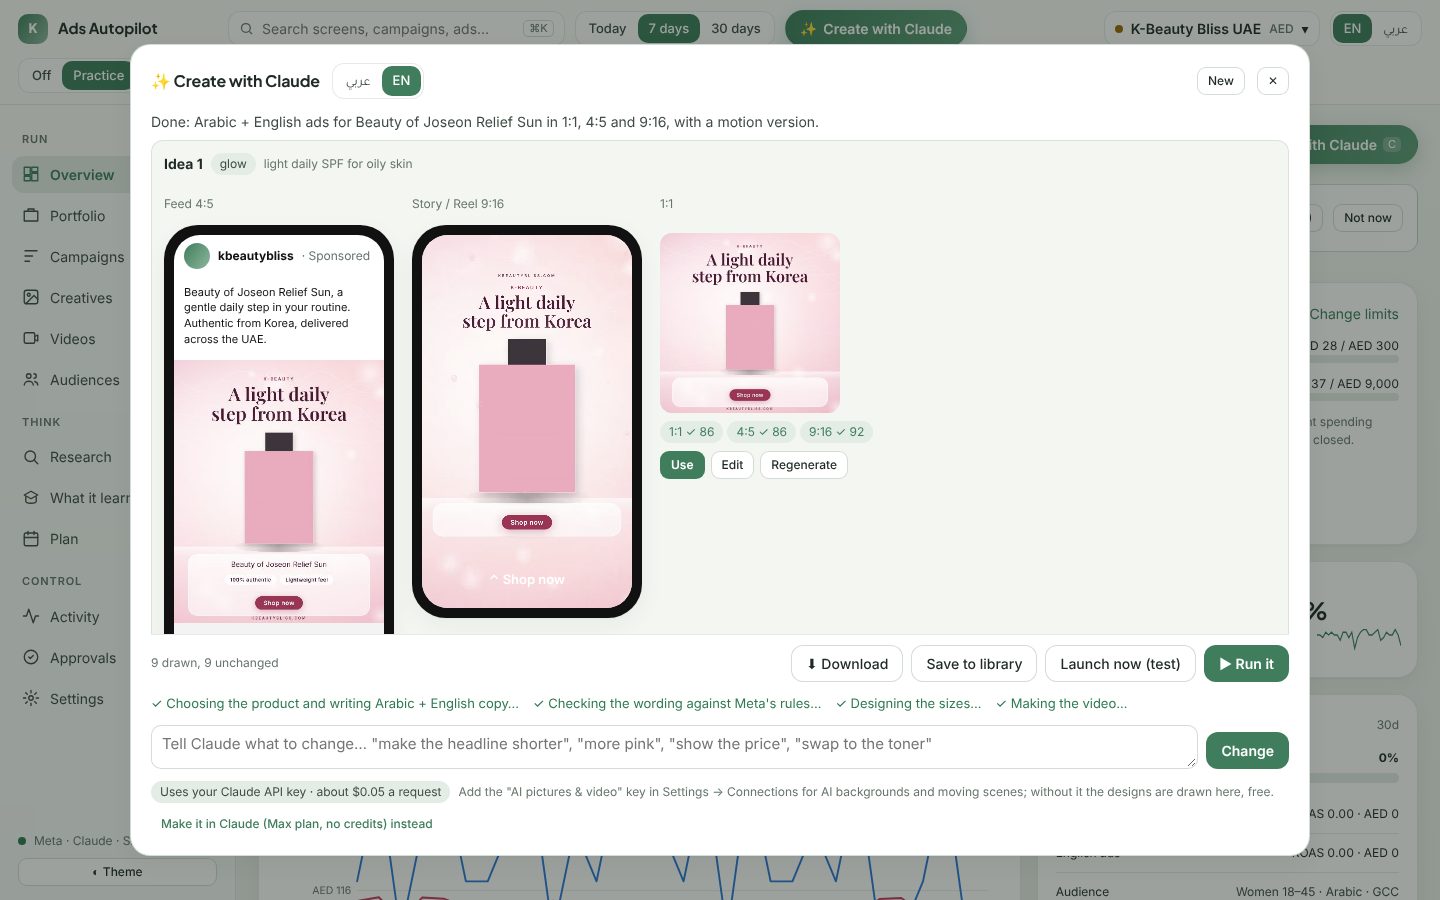 K Ads Autopilot
Search screens, campaigns, ads... ⌘K
Today 7 days 30 days
✨ Create with Claude
K-Beauty Bliss UAE AED ▾
EN عربي
Off Practice
RUN
Overview
Portfolio
Campaigns
Creatives
Videos
Audiences
THINK
Research
What it learn
Plan
CONTROL
Activity
Approvals
Settings
Meta · Claude · S
Theme
✨ Create with Claude عربي EN
New ×
Done: Arabic + English ads for Beauty of Joseon Relief Sun in 1:1, 4:5 and 9:16, with a motion version.
Idea 1 glow light daily SPF for oily skin
Feed 4:5
kbeautybliss · Sponsored
Beauty of Joseon Relief Sun, a
gentle daily step in your routine.
Authentic from Korea, delivered
across the UAE.
K-BEAUTY
A light daily
step from Korea
Beauty of Joseon Relief Sun
100% authentic Lightweight feel
Shop now
KBEAUTYBLISS.COM
Story / Reel 9:16
KBEAUTYBLISS.COM
K-BEAUTY
A light daily
step from Korea
Shop now
⌃ Shop now
1:1
K-BEAUTY
A light daily
step from Korea
Shop now
KBEAUTYBLISS.COM
1:1 ✓ 86 4:5 ✓ 86 9:16 ✓ 92
Use Edit Regenerate
9 drawn, 9 unchanged
⬇ Download Save to library Launch now (test) ▶ Run it
✓ Choosing the product and writing Arabic + English copy... ✓ Checking the wording against Meta's rules... ✓ Designing the sizes... ✓ Making the video...
Tell Claude what to change... "make the headline shorter", "more pink", "show the price", "swap to the toner"
Change
Uses your Claude API key · about $0.05 a request Add the "AI pictures & video" key in Settings → Connections for AI backgrounds and moving scenes; without it the designs are drawn here, free.
Make it in Claude (Max plan, no credits) instead
ith Claude C
Not now
Change limits
D 28 / AED 300
37 / AED 9,000
nt spending
closed.
%
30d
0%
OAS 0.00 · AED 0
ROAS 0.00 · AED 0
Audience Women 18–45 · Arabic · GCC
AED 116